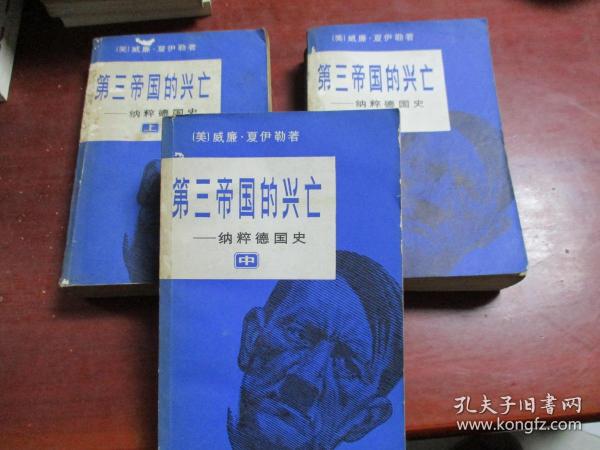 (美)威廉·夏伊勒著
第三帝国的兴亡
——纳粹德国史
上
(美)威廉·夏伊勒著
第三帝国的兴亡
——纳粹德国史
(美)威廉·夏伊勒著
第三帝国的兴亡
——纳粹德国史
中
孔夫子旧书网
www.kongfz.com